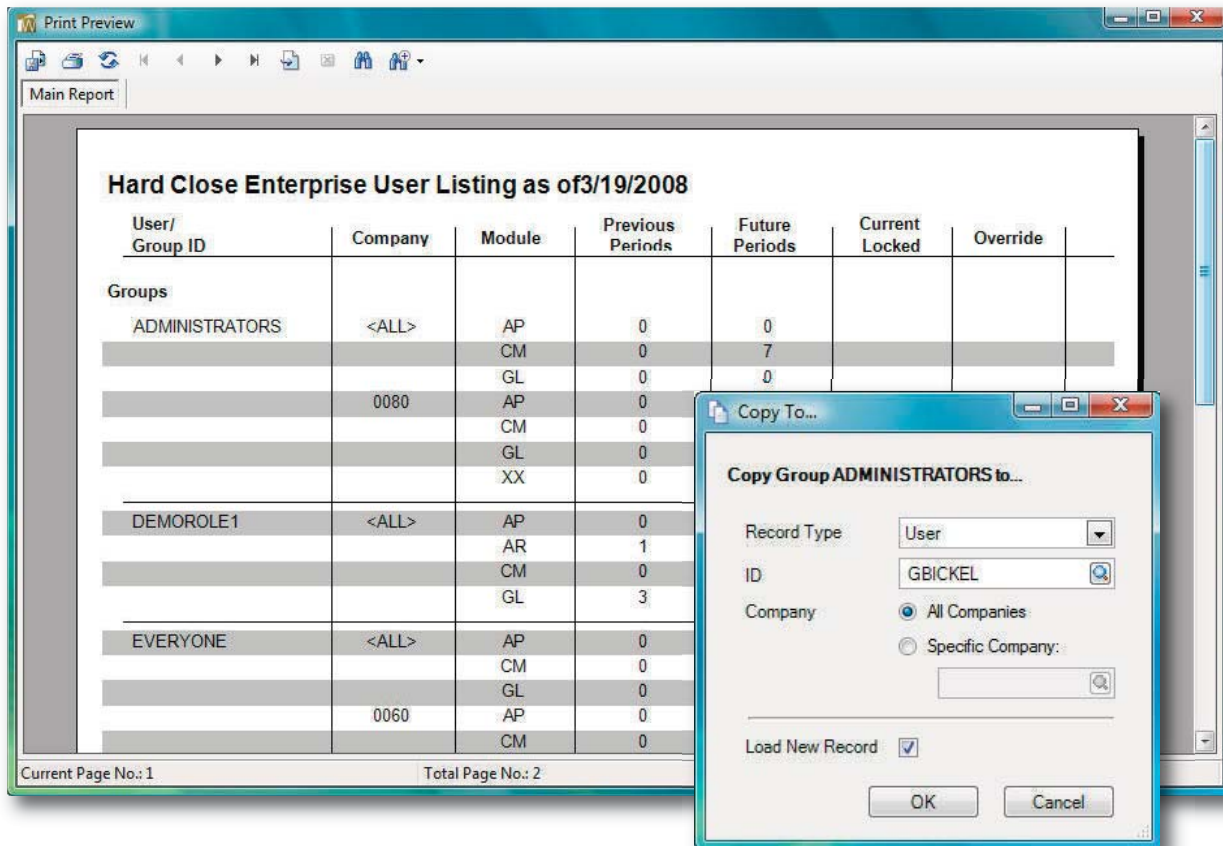 Print Preview
Main Report
Hard Close Enterprise User Listing as of3/19/2008
User/ Group ID Company Module Previous Periods Future Periods Current Locked Override
Groups
ADMINISTRATORS <ALL> AP 0 0
CM 0 7
GL 0 0
0080 AP 0
CM 0
GL 0
XX 0
DEMOROLE1 <ALL> AP 0
AR 1
CM 0
GL 3
EVERYONE <ALL> AP 0
CM 0
GL 0
0060 AP 0
CM 0
Current Page No.: 1 Total Page No.: 2
Copy To...
Copy Group ADMINISTRATORS to...
Record Type User
ID GBICKEL
Company All Companies
Specific Company:
Load New Record
OK Cancel